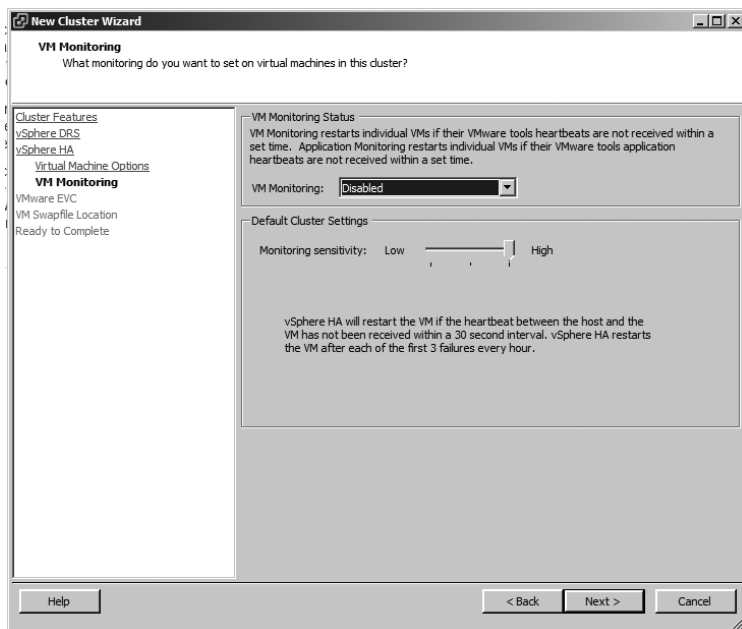 New Cluster Wizard
VM Monitoring
What monitoring do you want to set on virtual machines in this cluster?
Cluster Features
vSphere DRS
vSphere HA
Virtual Machine Options
VM Monitoring
VMware EVC
VM Swapfile Location
Ready to Complete
VM Monitoring Status
VM Monitoring restarts individual VMs if their VMware tools heartbeats are not received within a
set time. Application Monitoring restarts individual VMs if their VMware tools application
heartbeats are not received within a set time.
VM Monitoring: Disabled
Default Cluster Settings
Monitoring sensitivity: Low High
vSphere HA will restart the VM if the heartbeat between the host and the
VM has not been received within a 30 second interval. vSphere HA restarts
the VM after each of the first 3 failures every hour.
Help < Back Next > Cancel